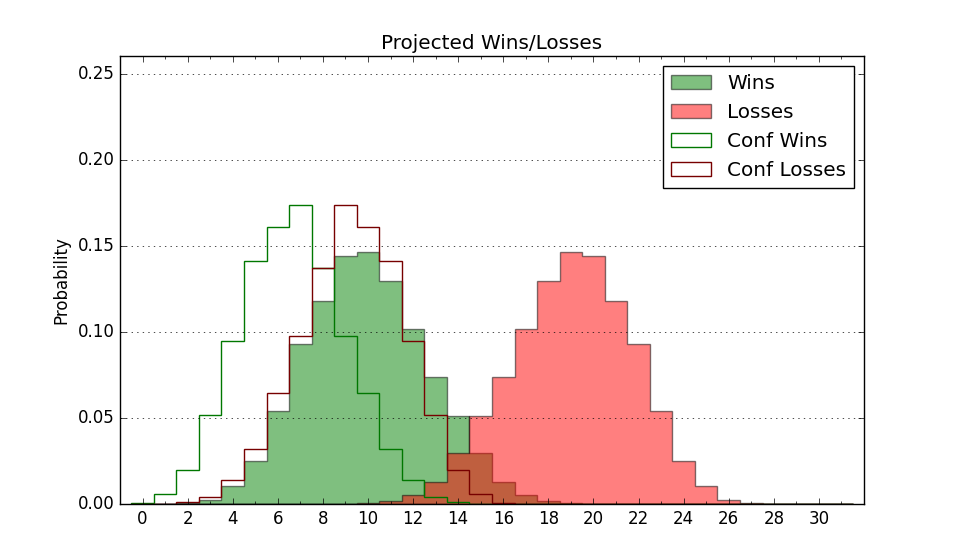 Projected Wins/Losses
Probability
0.25
0.20
0.15
0.10
0.05
0.00
0 2 4 6 8 10 12 14 16 18 20 22 24 26 28 30
Wins
Losses
Conf Wins
Conf Losses